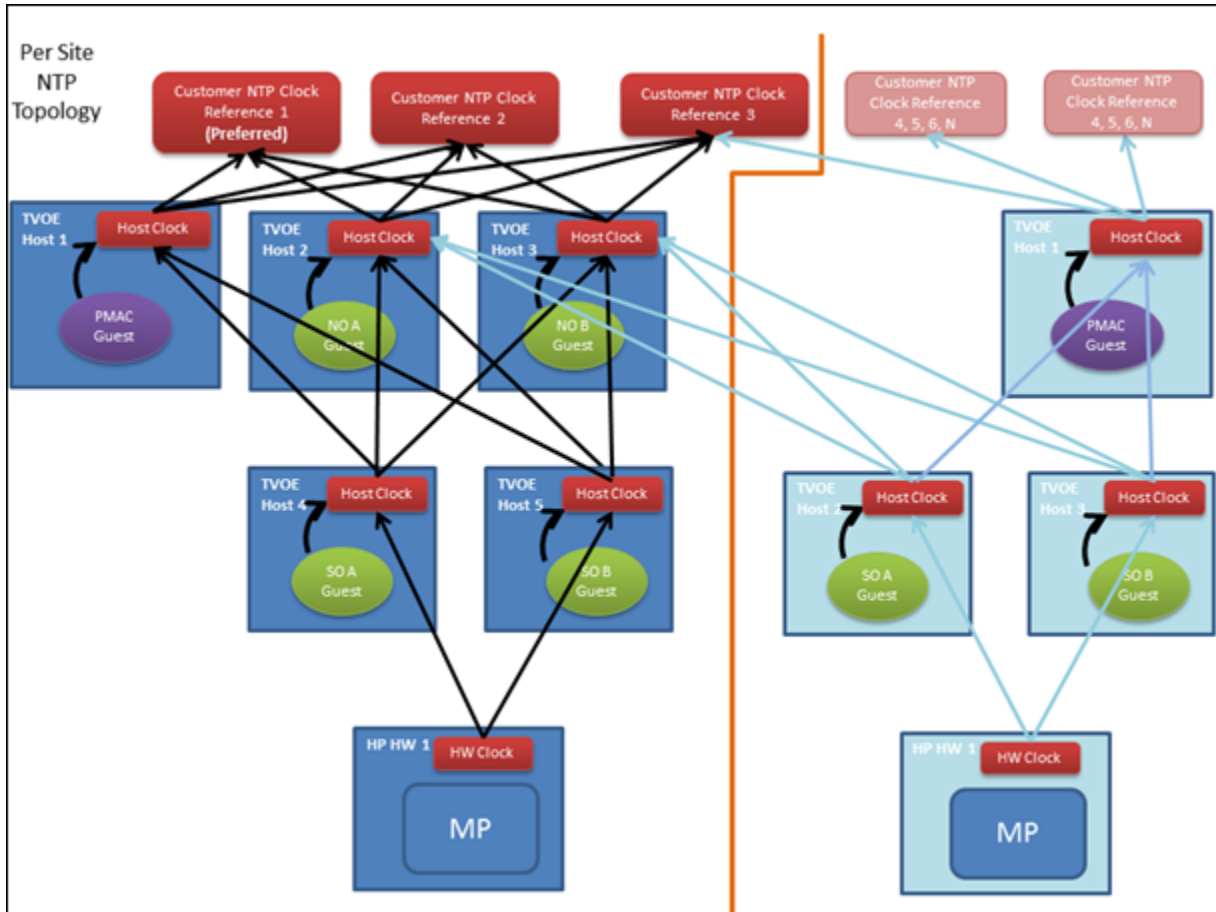 Per Site
NTP
Topology
Customer NTP Clock
Reference 1
(Preferred)
Customer NTP Clock
Reference 2
Customer NTP Clock
Reference 3
Customer NTP
Clock Reference
4, 5, 6, N
Customer NTP
Clock Reference
4, 5, 6, N
TVOE
Host 1
Host Clock
PMAC
Guest
TVOE
Host 2
Host Clock
NO A
Guest
TVOE
Host 3
Host Clock
NO B
Guest
TVOE
Host 1
Host Clock
PMAC
Guest
TVOE
Host 4
Host Clock
SO A
Guest
TVOE
Host 5
Host Clock
SO B
Guest
TVOE
Host 2
Host Clock
SO A
Guest
TVOE
Host 3
Host Clock
SO B
Guest
HP HW 1
HW Clock
MP
HP HW 1
HW Clock
MP